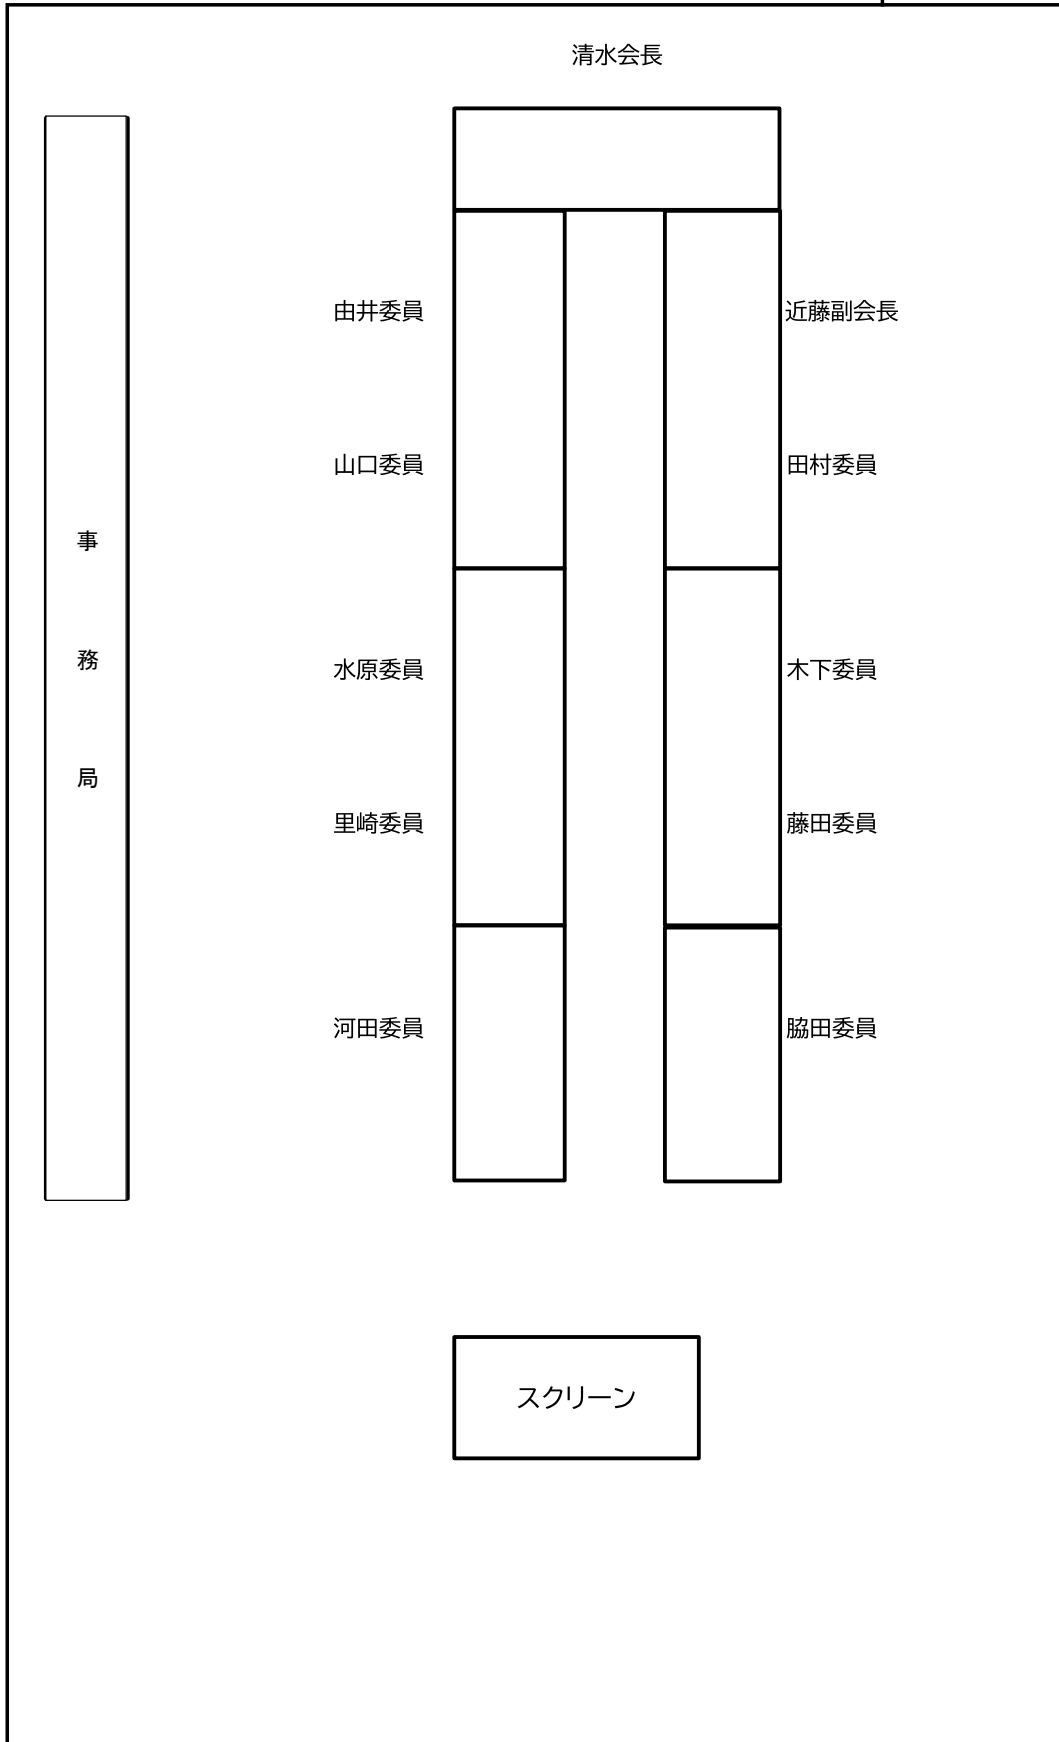 清水会長
由井委員
近藤副会長
山口委員
田村委員
事務局
水原委員
木下委員
里崎委員
藤田委員
河田委員
脇田委員
スクリーン